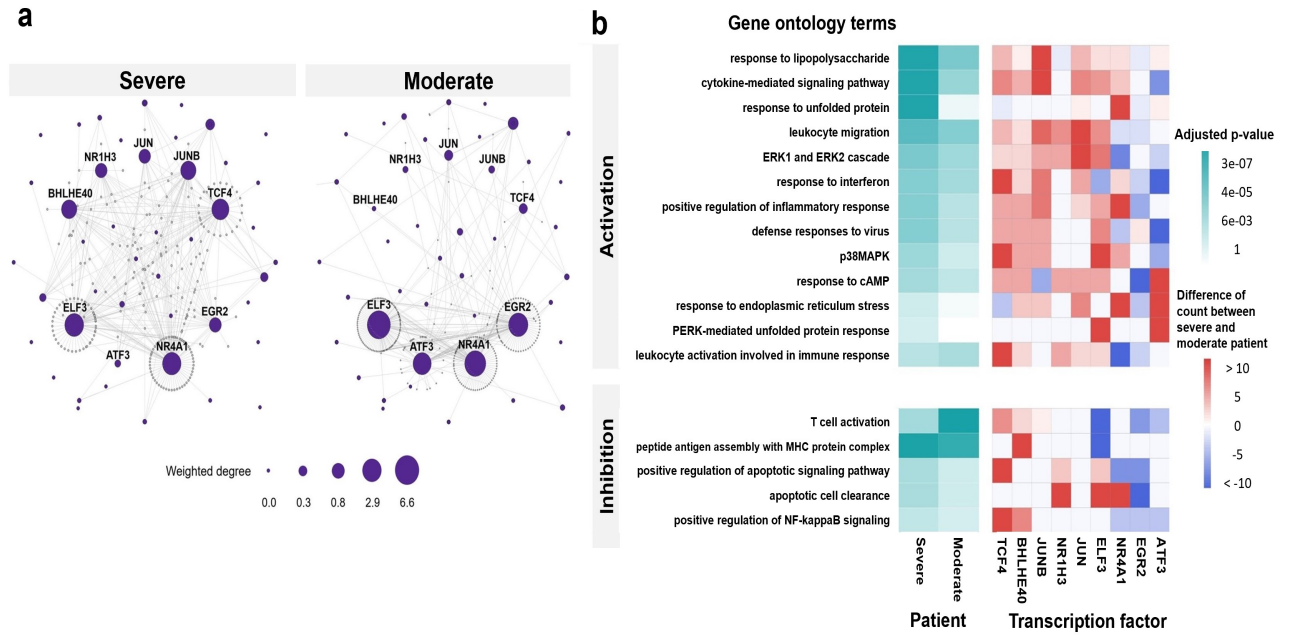 a
Severe
Moderate
JUN
NR1H3
JUNB
BHLHE40
TCF4
ELF3
EGR2
ATF3
NR4A1
JUN
NR1H3
JUNB
BHLHE40
TCF4
ELF3
EGR2
ATF3
NR4A1
Weighted degree
0.0 0.3 0.8 2.9 6.6
b
Gene ontology terms
Activation
response to lipopolysaccharide
cytokine-mediated signaling pathway
response to unfolded protein
leukocyte migration
ERK1 and ERK2 cascade
response to interferon
positive regulation of inflammatory response
defense responses to virus
p38MAPK
response to cAMP
response to endoplasmic reticulum stress
PERK-mediated unfolded protein response
leukocyte activation involved in immune response
Inhibition
T cell activation
peptide antigen assembly with MHC protein complex
positive regulation of apoptotic signaling pathway
apoptotic cell clearance
positive regulation of NF-kappaB signaling
Severe
Moderate
TCF4
BHLHE40
JUNB
NR1H3
JUN
ELF3
NR4A1
EGR2
ATF3
Patient
Transcription factor
Adjusted p-value
3e-07
4e-05
6e-03
1
Difference of
count between
severe and
moderate patient
> 10
5
0
-5
< -10